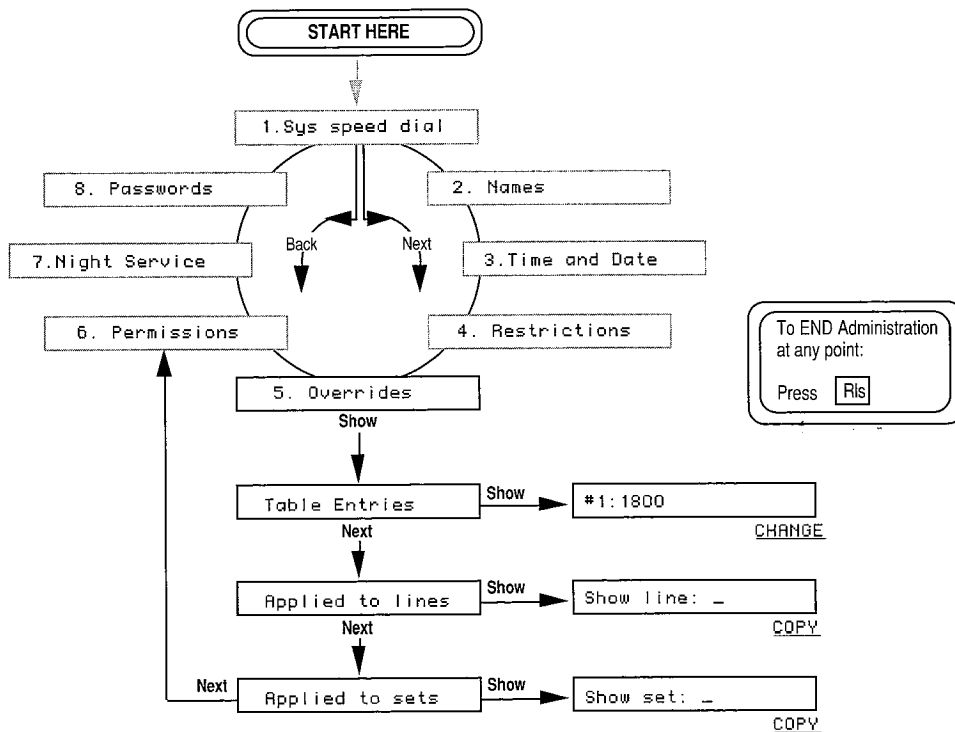 START HERE
1.Sys speed dial
8. Passwords
2. Names
Back
Next
7.Night Service
3.Time and Date
6. Permissions
4. Restrictions
To END Administration
at any point:
Press Rls
5. Overrides
Show
Table Entries
Show
#1:1800
CHANGE
Next
Applied to lines
Show
Show line: _
COPY
Next
Next
Applied to sets
Show
Show set: _
COPY